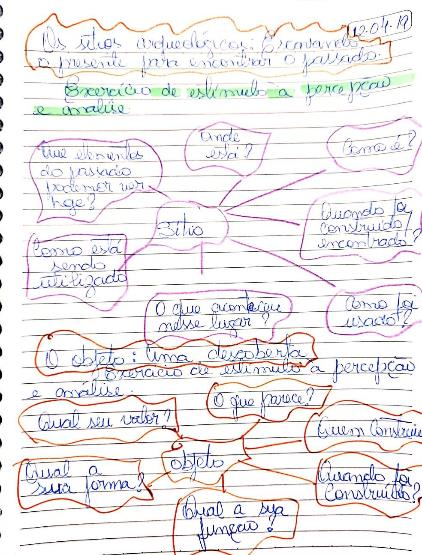 12.04.19
Os sítios arqueológicos: Escavando
o presente para encontrar o passado.
Exercício de estímulo à percepção
e análise
Onde
está?
Como é?
Que elementos
do passado
podemos ver
hoje?
Sítio
Quando foi
construído/
encontrado?
Como está
sendo
utilizado
O que aconteceu
nesse lugar?
Como foi
usado?
O objeto: uma descoberta
Exercício de estímulo à percepção
e análise.
O que parece?
Qual seu valor?
Quem construiu
objeto
Qual a
sua forma?
Quando foi
construído?
Qual a sua
função?